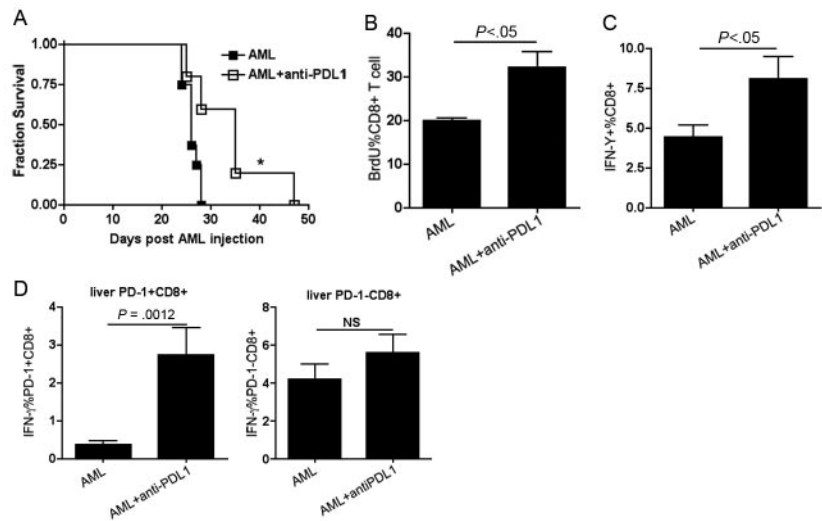 A
1.00
0.75
0.50
0.25
0.00
Fraction Survival
0 10 20 30 40 50
Days post AML injection
AML
AML+anti-PDL1
*
B
P<.05
40
30
20
10
0
BrdU%CD8+ T cell
AML
AML+anti-PDL1
C
P<.05
10.0
7.5
5.0
2.5
0.0
IFN-Y+%CD8+
AML
AML+anti-PDL1
D
liver PD-1+CD8+
P = .0012
4
3
2
1
0
IFN-γ%PD-1+CD8+
AML
AML+anti-PDL1
liver PD-1-CD8+
NS
8
6
4
2
0
IFN-γ%PD-1-CD8+
AML
AML+antiPDL1